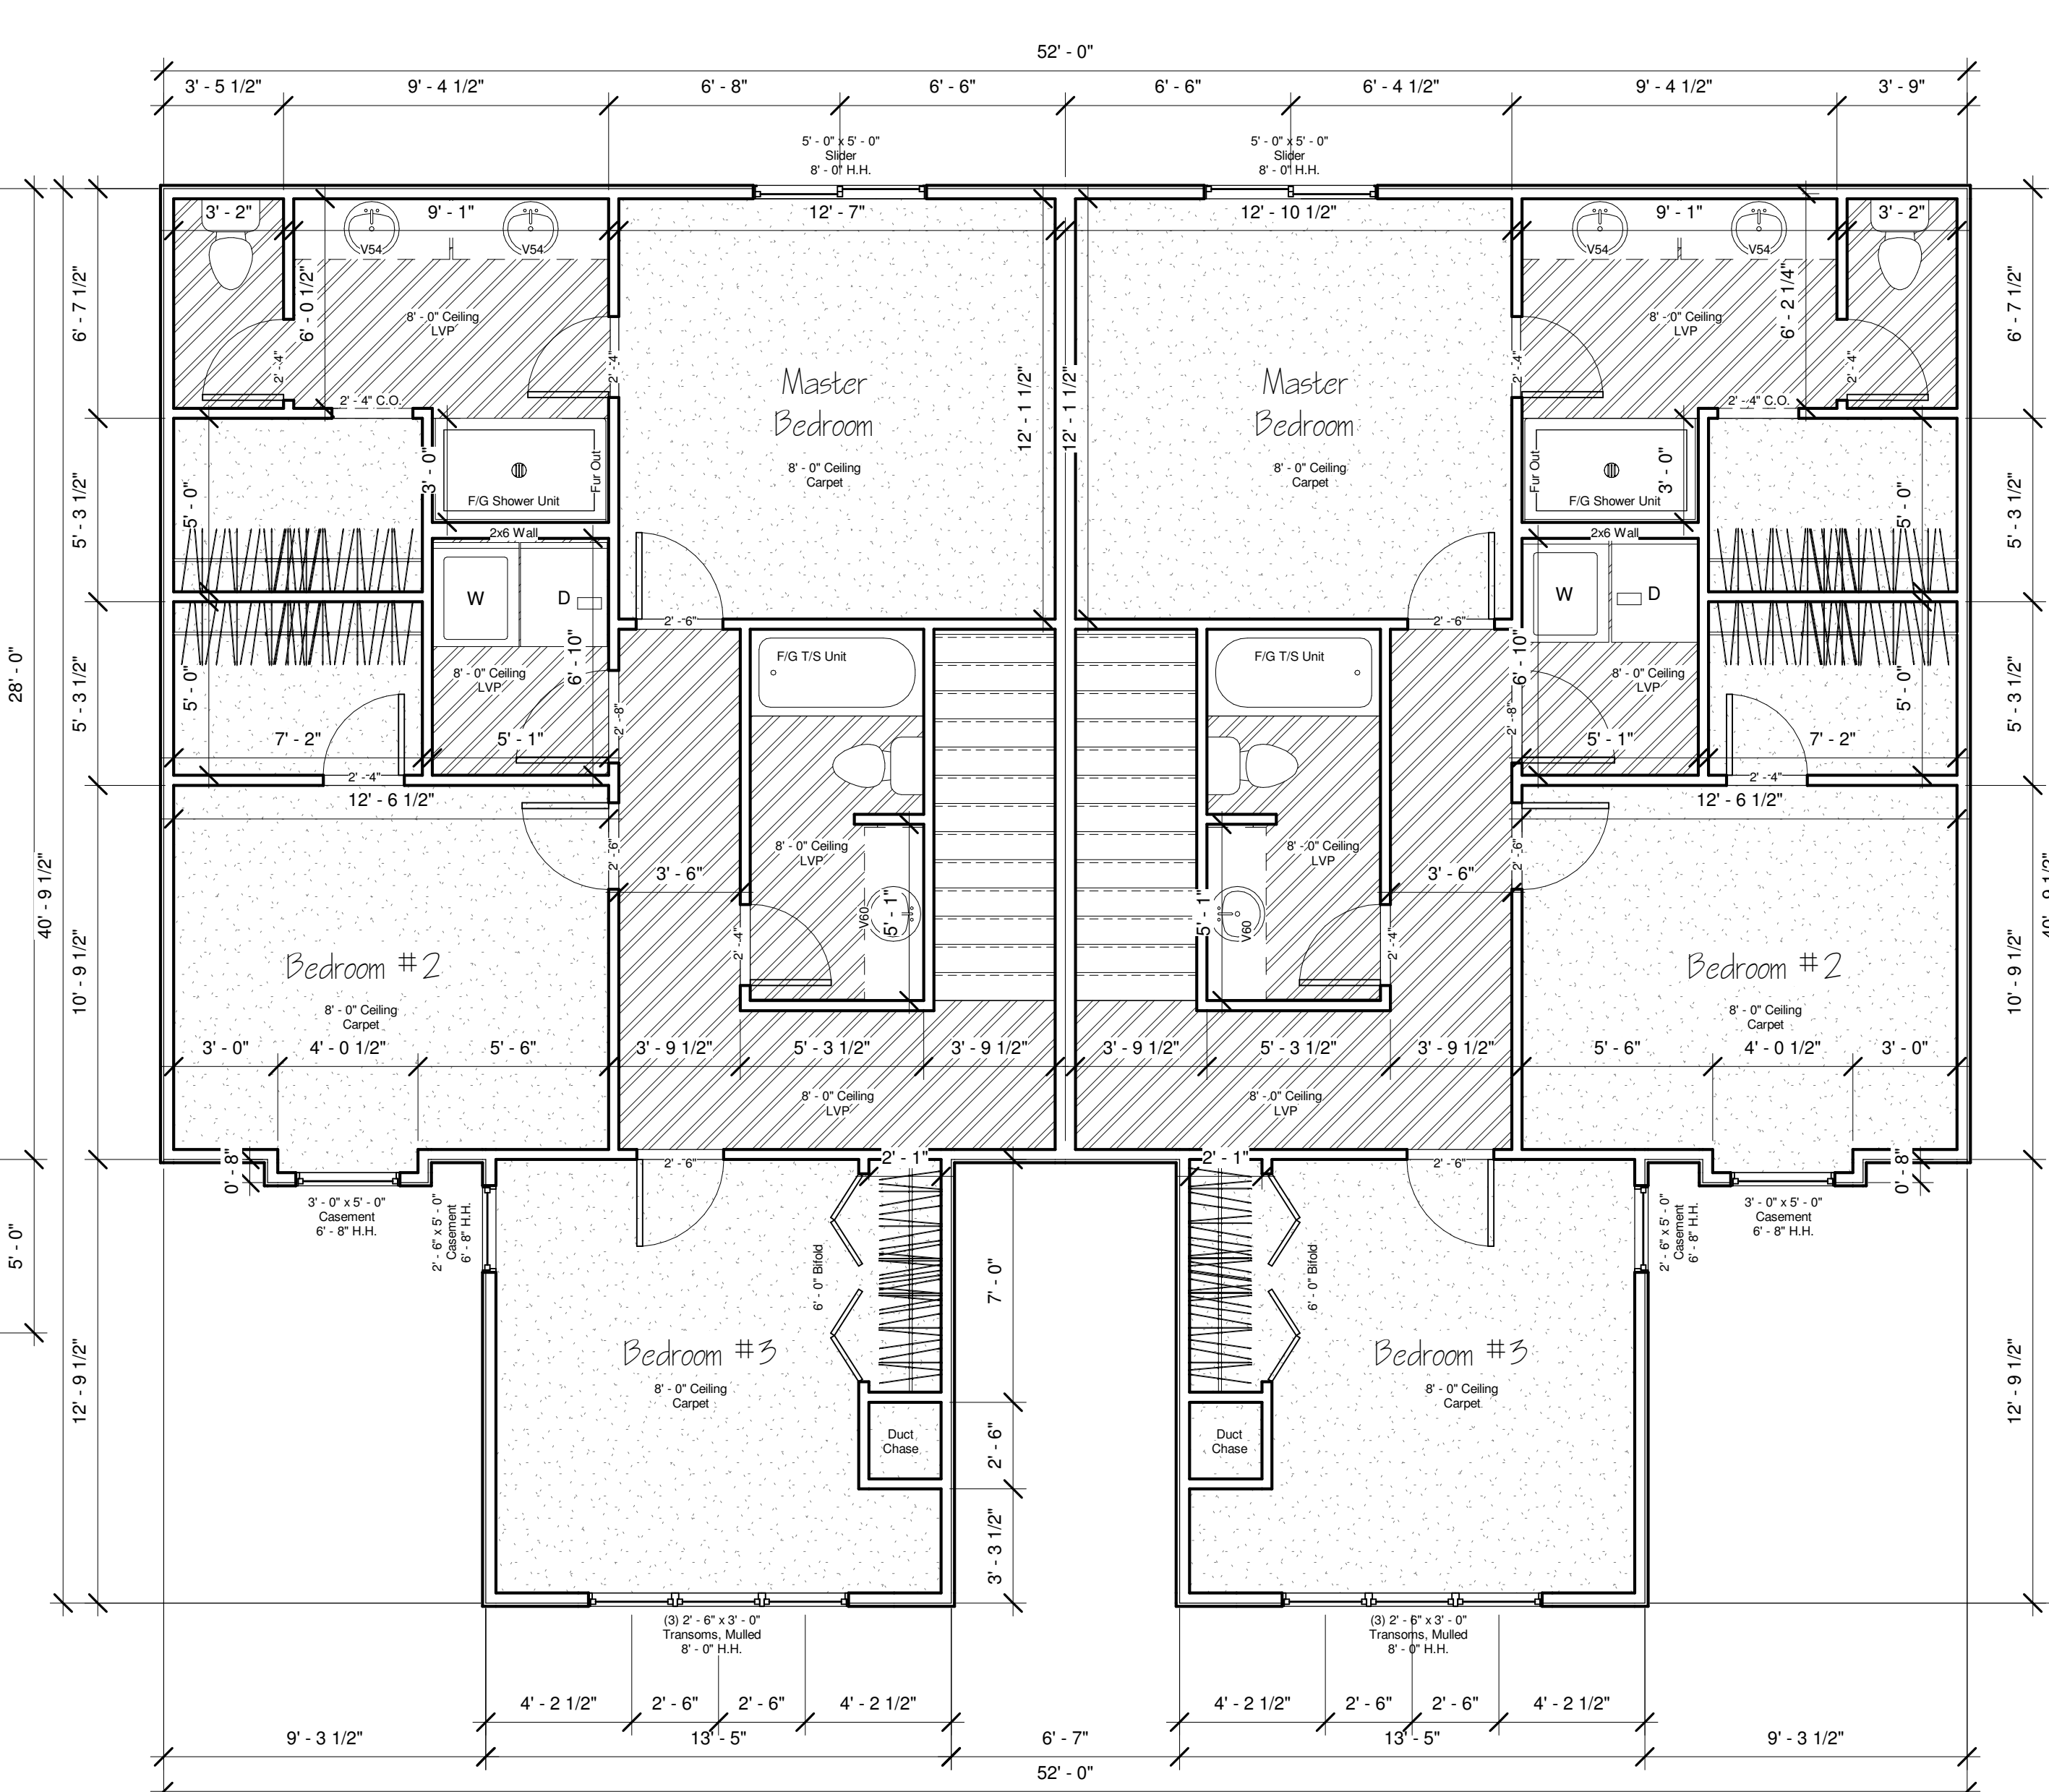 52' - 0"
3' - 5 1/2" 9' - 4 1/2" 6' - 8" 6' - 6" 6' - 6" 6' - 4 1/2" 9' - 4 1/2" 3' - 9"
5' - 0" x 5' - 0" 5' - 0" x 5' - 0"
Slider Slider
8' - 0" H.H. 8' - 0" H.H.
3' - 2" 9' - 1" 12' - 7" 12' - 10 1/2" 9' - 1" 3' - 2"
V54 V54 V54 V54
6' - 7 1/2" 6' - 0 1/2" 6' - 2 1/4" 6' - 7 1/2"
8' - 0" Ceiling 8' - 0" Ceiling
LVP LVP
2' - 4" 2' - 4" 2' - 4" 2' - 4"
Master Master
Bedroom Bedroom
12' - 1 1/2" 12' - 1 1/2"
2' - 4" C.O. 2' - 4" C.O.
8' - 0" Ceiling 8' - 0" Ceiling
Carpet Carpet
5' - 3 1/2" 5' - 0" 3' - 0" Fur Out Fur Out 3' - 0" 5' - 0" 5' - 3 1/2"
F/G Shower Unit F/G Shower Unit
2x6 Wall 2x6 Wall
W D W D
2' - 6" 2' - 6"
28' - 0"
5' - 3 1/2" 5' - 0" 6' - 10" 6' - 10" 5' - 0" 5' - 3 1/2"
F/G T/S Unit F/G T/S Unit
8' - 0" Ceiling 8' - 0" Ceiling
LVP LVP
2' - 8" 2' - 8"
7' - 2" 5' - 1" 5' - 1" 7' - 2"
2' - 4" 2' - 4"
12' - 6 1/2" 12' - 6 1/2"
40' - 9 1/2" 40' - 9 1/2"
2' - 6" 2' - 6"
8' - 0" Ceiling 8' - 0" Ceiling
LVP LVP
3' - 6" 3' - 6"
V60 5' - 1" 5' - 1" V60
2' - 4" 2' - 4"
10' - 9 1/2" 10' - 9 1/2"
Bedroom #2 Bedroom #2
8' - 0" Ceiling 8' - 0" Ceiling
Carpet Carpet
3' - 0" 4' - 0 1/2" 5' - 6" 3' - 9 1/2" 5' - 3 1/2" 3' - 9 1/2" 3' - 9 1/2" 5' - 3 1/2" 3' - 9 1/2" 5' - 6" 4' - 0 1/2" 3' - 0"
8' - 0" Ceiling 8' - 0" Ceiling
LVP LVP
0' - 8" 2' - 6" 2' - 1" 2' - 1" 2' - 6" 0' - 8"
3' - 0" x 5' - 0" 3' - 0" x 5' - 0"
Casement Casement
6' - 8" H.H. 6' - 8" H.H.
2' - 6" x 5' - 0" 2' - 6" x 5' - 0"
Casement Casement
6' - 8" H.H. 6' - 8" H.H.
5' - 0"
6' - 0" Bifold 7' - 0" 6' - 0" Bifold
Bedroom #3 Bedroom #3
8' - 0" Ceiling 8' - 0" Ceiling
Carpet Carpet
12' - 9 1/2" 12' - 9 1/2"
Duct Duct
Chase Chase
2' - 6"
3' - 3 1/2"
(3) 2' - 6" x 3' - 0" (3) 2' - 6" x 3' - 0"
Transoms, Mulled Transoms, Mulled
8' - 0" H.H. 8' - 0" H.H.
4' - 2 1/2" 2' - 6" 2' - 6" 4' - 2 1/2" 4' - 2 1/2" 2' - 6" 2' - 6" 4' - 2 1/2"
9' - 3 1/2" 13' - 5" 6' - 7" 13' - 5" 9' - 3 1/2"
52' - 0"